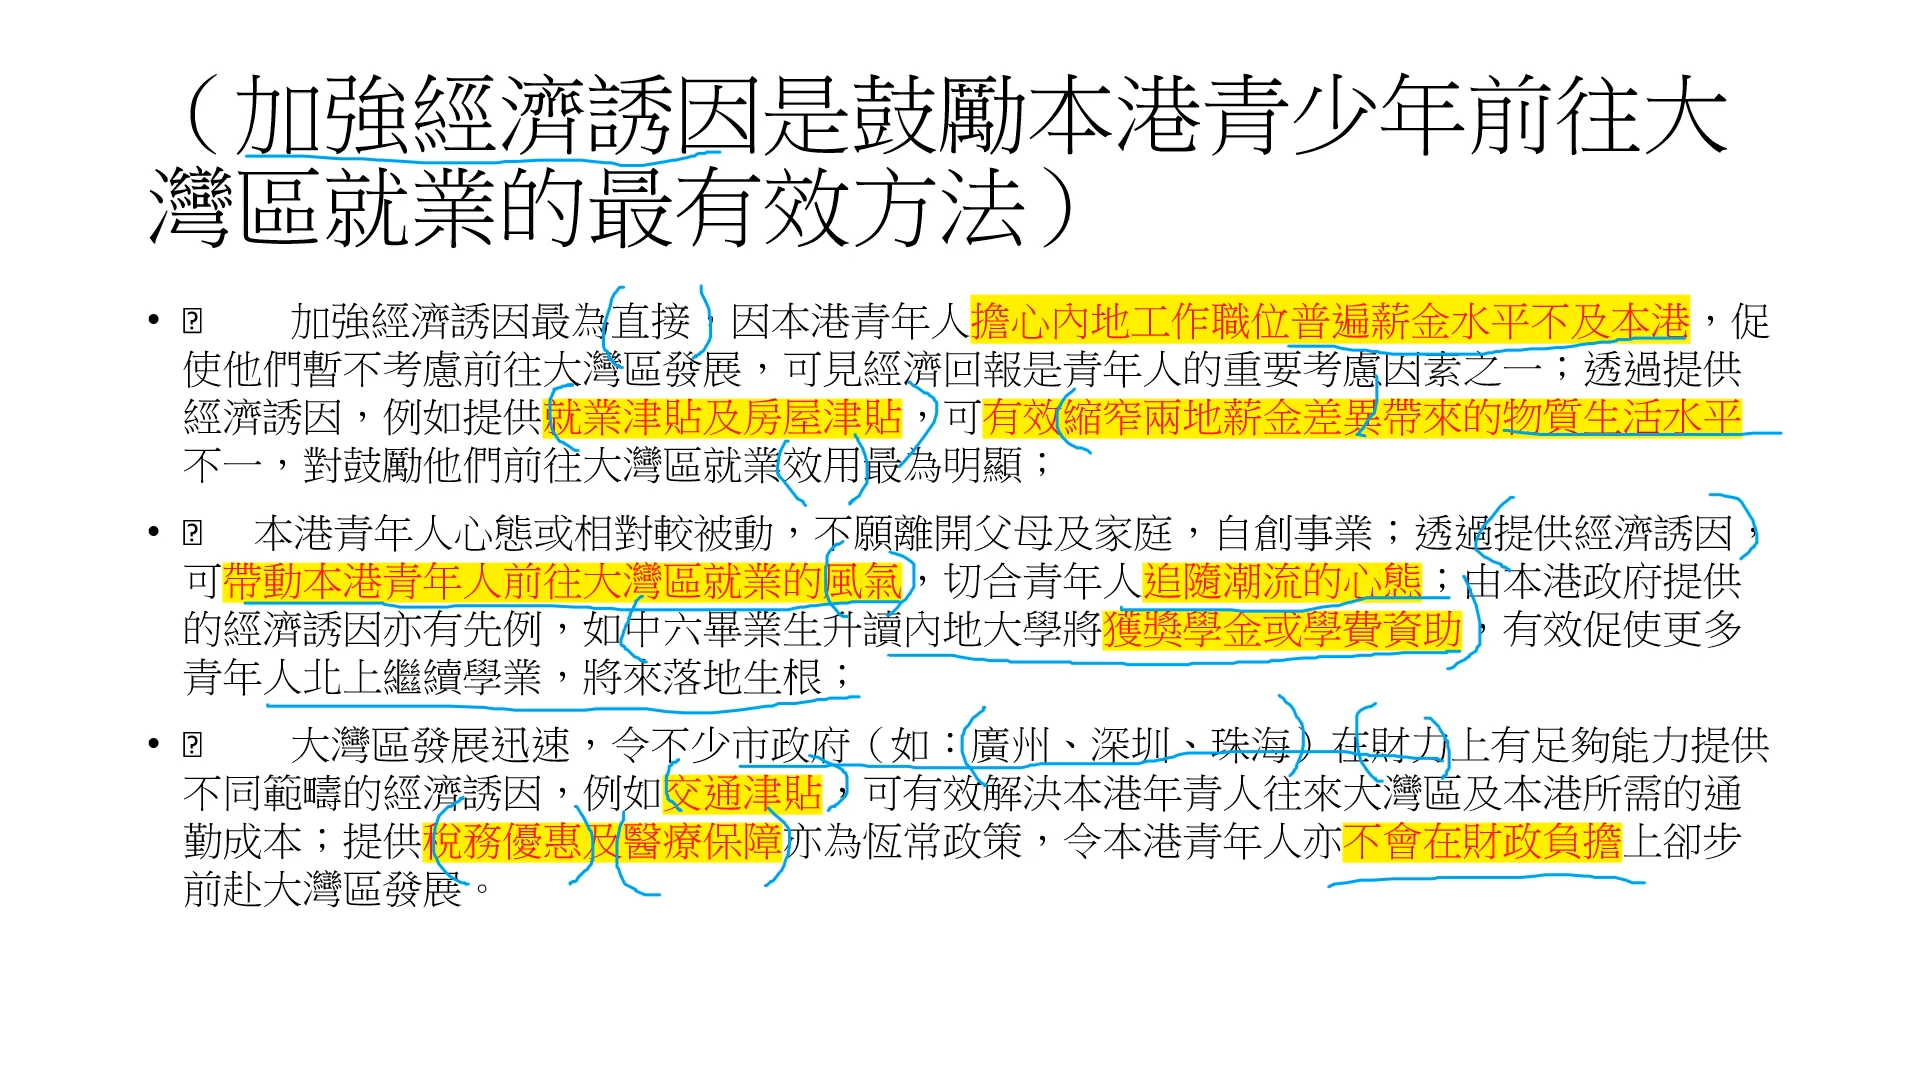 （加強經濟誘因是鼓勵本港青少年前往大
灣區就業的最有效方法）
• 加強經濟誘因最為直接，因本港青年人擔心內地工作職位普遍薪金水平不及本港，促
使他們暫不考慮前往大灣區發展，可見經濟回報是青年人的重要考慮因素之一；透過提供
經濟誘因，例如提供就業津貼及房屋津貼，可有效縮窄兩地薪金差異帶來的物質生活水平
不一，對鼓勵他們前往大灣區就業效用最為明顯；
• 本港青年人心態或相對較被動，不願離開父母及家庭，自創事業；透過提供經濟誘因，
可帶動本港青年人前往大灣區就業的風氣，切合青年人追隨潮流的心態；由本港政府提供
的經濟誘因亦有先例，如中六畢業生升讀內地大學將獲獎學金或學費資助，有效促使更多
青年人北上繼續學業，將來落地生根；
• 大灣區發展迅速，令不少市政府（如：廣州、深圳、珠海）在財力上有足夠能力提供
不同範疇的經濟誘因，例如交通津貼，可有效解決本港年青人往來大灣區及本港所需的通
勤成本；提供稅務優惠及醫療保障亦為恆常政策，令本港青年人亦不會在財政負擔上卻步
前赴大灣區發展。